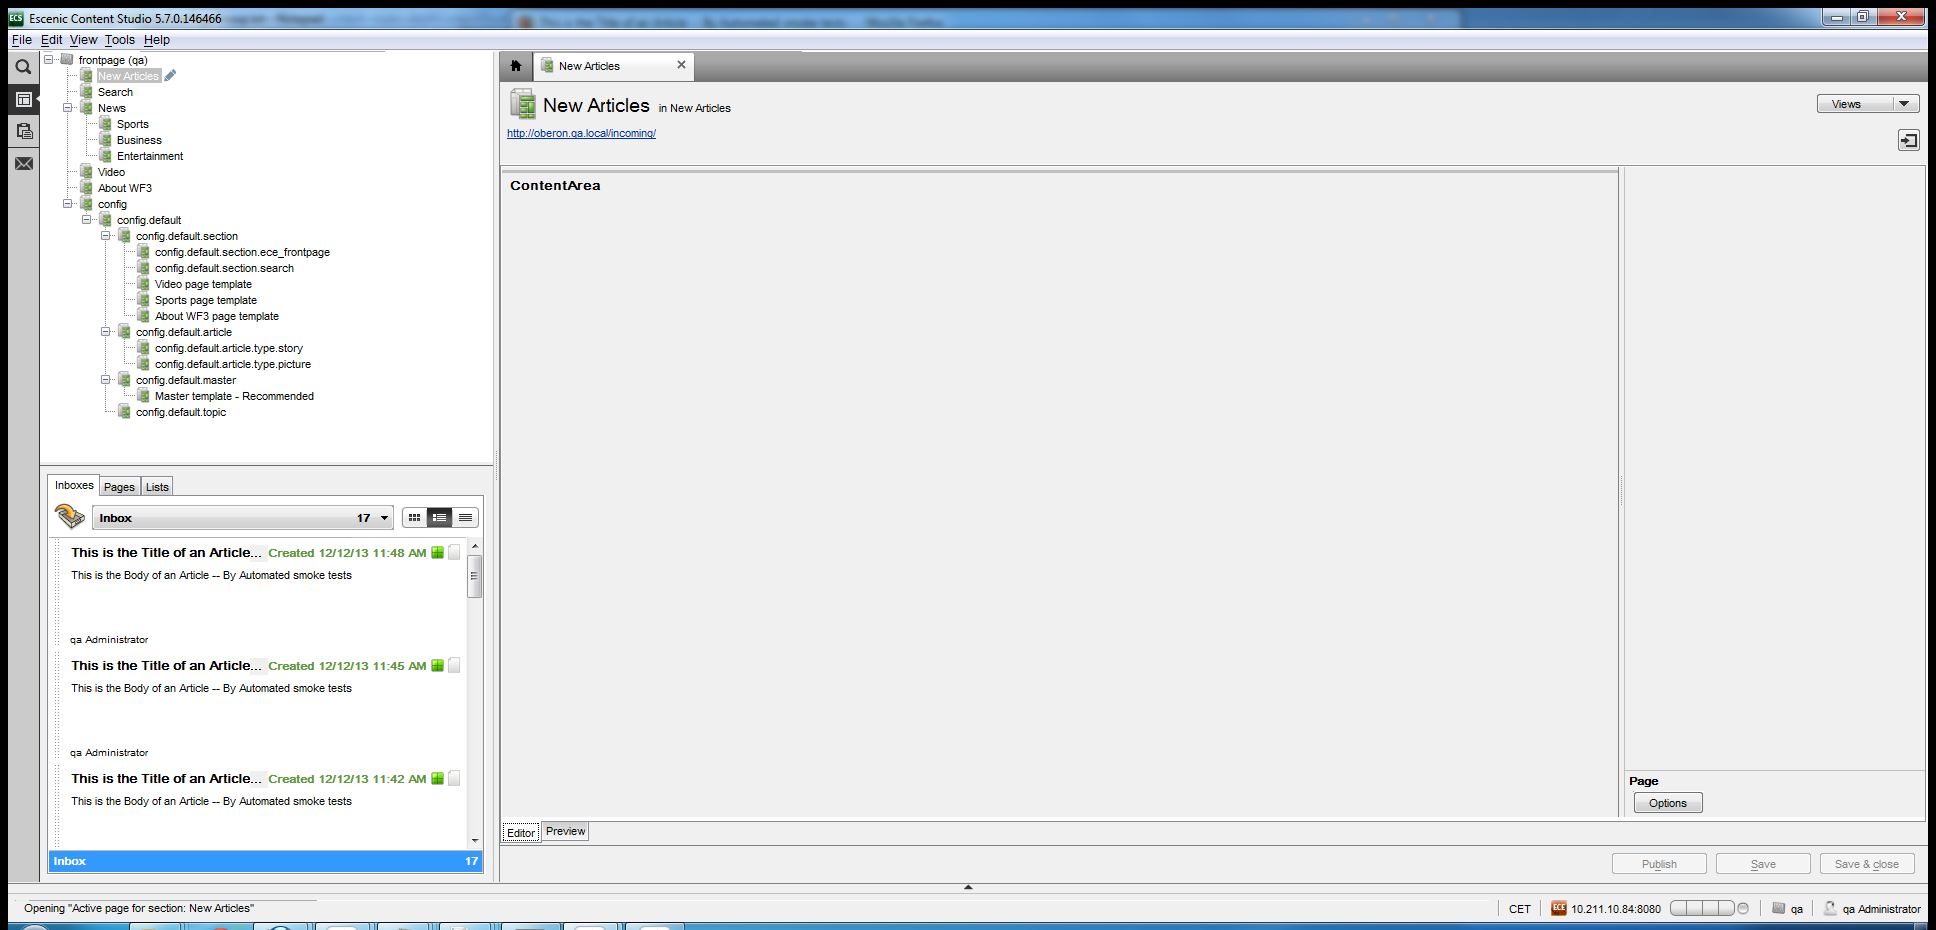 ECS Escenic Content Studio 5.7.0.146466
File Edit View Tools Help
frontpage (qa)
New Articles
Search
News
Sports
Business
Entertainment
Video
About WF3
config
config.default
config.default.section
config.default.section.ece_frontpage
config.default.section.search
Video page template
Sports page template
About WF3 page template
config.default.article
config.default.article.type.story
config.default.article.type.picture
config.default.master
Master template - Recommended
config.default.topic
Inboxes Pages Lists
Inbox 17
This is the Title of an Article... Created 12/12/13 11:48 AM
This is the Body of an Article -- By Automated smoke tests
qa Administrator
This is the Title of an Article... Created 12/12/13 11:45 AM
This is the Body of an Article -- By Automated smoke tests
qa Administrator
This is the Title of an Article... Created 12/12/13 11:42 AM
This is the Body of an Article -- By Automated smoke tests
Inbox 17
New Articles
New Articles in New Articles
Views
http://oberon.qa.local/incoming/
ContentArea
Page
Options
Editor Preview
Publish Save Save & close
Opening "Active page for section: New Articles"
CET ECE 10.211.10.84:8080 qa qa Administrator